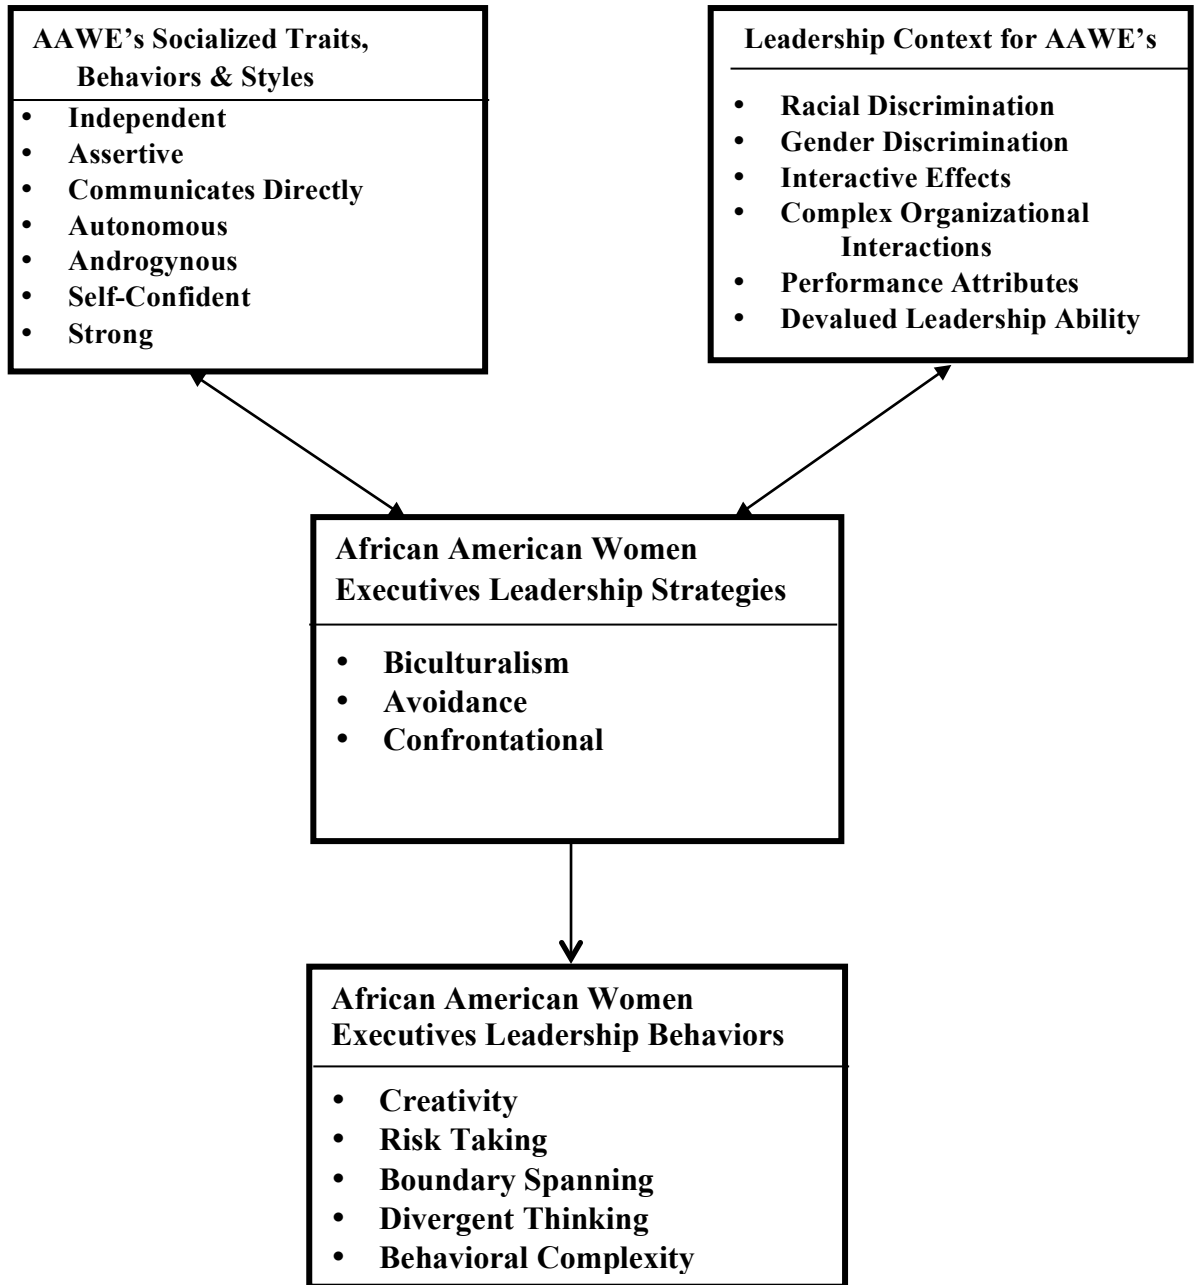 AAWE’s Socialized Traits,
Behaviors & Styles
• Independent
• Assertive
• Communicates Directly
• Autonomous
• Androgynous
• Self-Confident
• Strong
Leadership Context for AAWE’s
• Racial Discrimination
• Gender Discrimination
• Interactive Effects
• Complex Organizational
Interactions
• Performance Attributes
• Devalued Leadership Ability
African American Women
Executives Leadership Strategies
• Biculturalism
• Avoidance
• Confrontational
African American Women
Executives Leadership Behaviors
• Creativity
• Risk Taking
• Boundary Spanning
• Divergent Thinking
• Behavioral Complexity